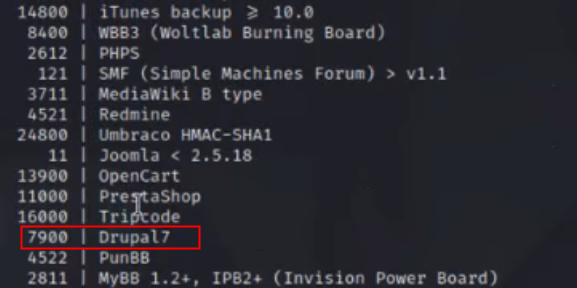 14800 | iTunes backup ≥ 10.0
8400 | WBB3 (Woltlab Burning Board)
2612 | PHPS
121 | SMF (Simple Machines Forum) > v1.1
3711 | MediaWiki B type
4521 | Redmine
24800 | Umbraco HMAC-SHA1
11 | Joomla < 2.5.18
13900 | OpenCart
11000 | PrestaShop
16000 | Tripcode
7900 | Drupal7
4522 | PunBB
2811 | MyBB 1.2+, IPB2+ (Invision Power Board)